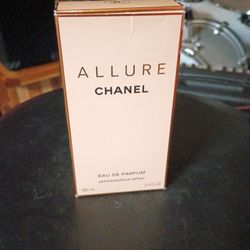 ALLURE
CHANEL
EAU DE PARFUM
VAPORISATEUR SPRAY
100 ml 3.4 FL. OZ.